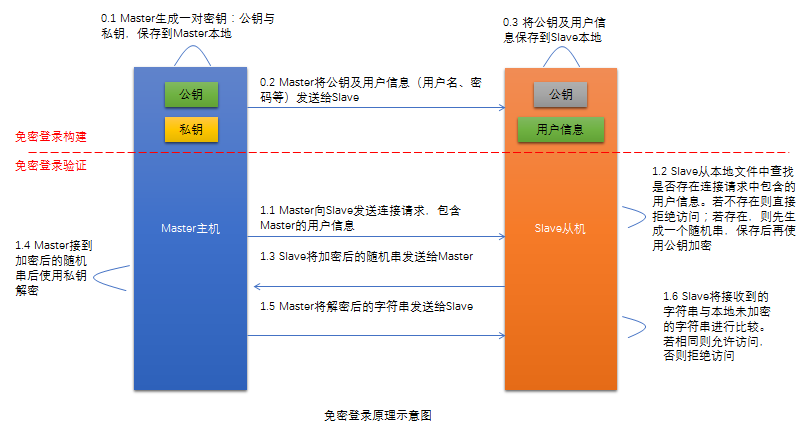 0.1 Master生成一对密钥：公钥与
私钥，保存到Master本地
0.3 将公钥及用户信
息保存到Slave本地
公钥
私钥
0.2 Master将公钥及用户信息（用户名、密
码等）发送给Slave
公钥
用户信息
免密登录构建
免密登录验证
Master主机
Slave从机
1.1 Master向Slave发送连接请求，包含
Master的用户信息
1.2 Slave从本地文件中查找
是否存在连接请求中包含的
用户信息。若不存在则直接
拒绝访问；若存在，则先生
成一个随机串，保存后再使
用公钥加密
1.3 Slave将加密后的随机串发送给Master
1.4 Master接到
加密后的随机
串后使用私钥
解密
1.5 Master将解密后的字符串发送给Slave
1.6 Slave将接收到的
字符串与本地未加密
的字符串进行比较。
若相同则允许访问，
否则拒绝访问
免密登录原理示意图